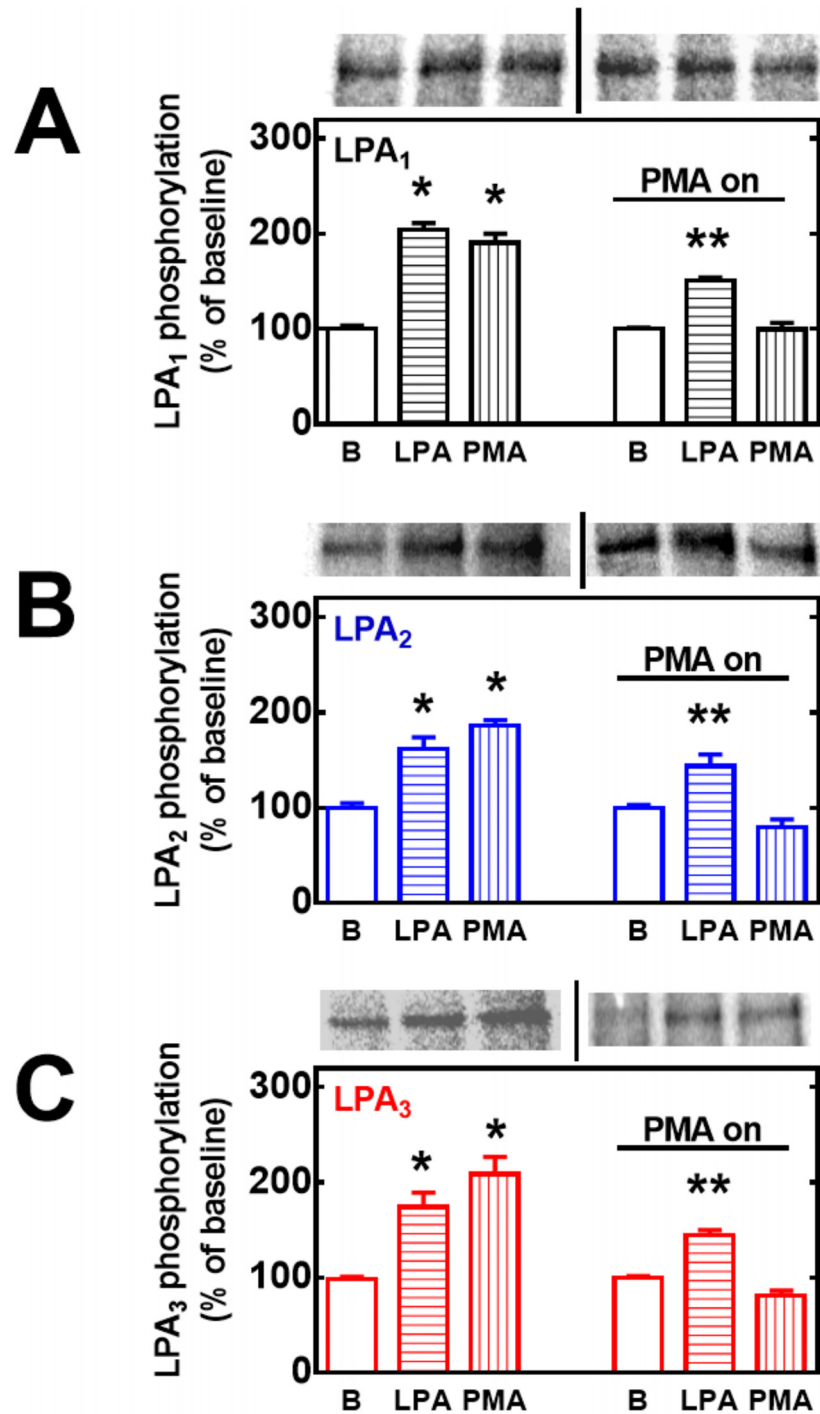 A
LPA₁ phosphorylation
(% of baseline)
300
200
100
0
LPA₁
PMA on
*
*
**
B
LPA
PMA
B
LPA
PMA
B
LPA₂ phosphorylation
(% of baseline)
300
200
100
0
LPA₂
PMA on
*
*
**
B
LPA
PMA
B
LPA
PMA
C
LPA₃ phosphorylation
(% of baseline)
300
200
100
0
LPA₃
PMA on
*
*
**
B
LPA
PMA
B
LPA
PMA